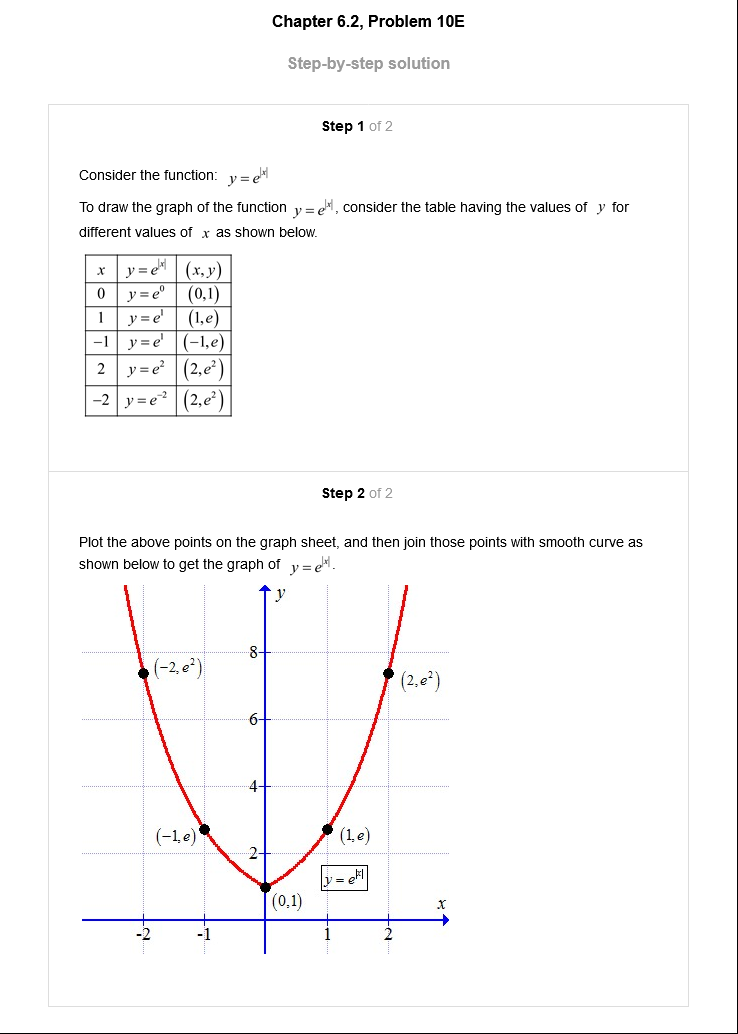 Chapter 6.2, Problem 10E
Step-by-step solution
Step 1 of 2
Consider the function: y = e^|x|
To draw the graph of the function y = e^|x|, consider the table having the values of y for
different values of x as shown below.
x y = e^|x| (x, y)
0 y = e^0 (0,1)
1 y = e^1 (1,e)
−1 y = e^1 (−1,e)
2 y = e^2 (2,e^2)
−2 y = e^−2 (2,e^2)
Step 2 of 2
Plot the above points on the graph sheet, and then join those points with smooth curve as
shown below to get the graph of y = e^|x|.
y
8
(−2, e^2)
(2, e^2)
6
4
(−1, e)
(1, e)
2
y = e^|x|
(0,1)
x
-2 -1 1 2